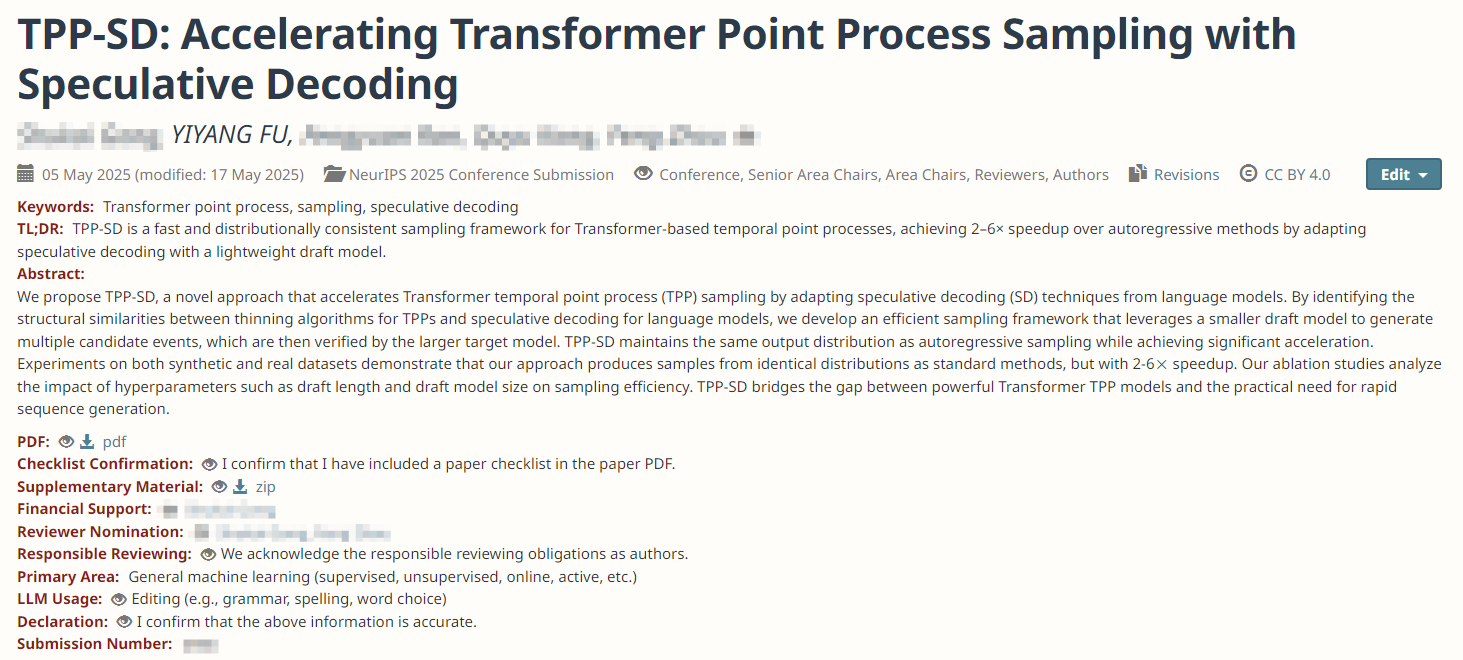 TPP-SD: Accelerating Transformer Point Process Sampling with
Speculative Decoding
YIYANG FU,
05 May 2025 (modified: 17 May 2025) NeurIPS 2025 Conference Submission Conference, Senior Area Chairs, Area Chairs, Reviewers, Authors Revisions CC BY 4.0 Edit
Keywords: Transformer point process, sampling, speculative decoding
TL;DR: TPP-SD is a fast and distributionally consistent sampling framework for Transformer-based temporal point processes, achieving 2–6× speedup over autoregressive methods by adapting
speculative decoding with a lightweight draft model.
Abstract:
We propose TPP-SD, a novel approach that accelerates Transformer temporal point process (TPP) sampling by adapting speculative decoding (SD) techniques from language models. By identifying the
structural similarities between thinning algorithms for TPPs and speculative decoding for language models, we develop an efficient sampling framework that leverages a smaller draft model to generate
multiple candidate events, which are then verified by the larger target model. TPP-SD maintains the same output distribution as autoregressive sampling while achieving significant acceleration.
Experiments on both synthetic and real datasets demonstrate that our approach produces samples from identical distributions as standard methods, but with 2-6× speedup. Our ablation studies analyze
the impact of hyperparameters such as draft length and draft model size on sampling efficiency. TPP-SD bridges the gap between powerful Transformer TPP models and the practical need for rapid
sequence generation.
PDF: pdf
Checklist Confirmation: I confirm that I have included a paper checklist in the paper PDF.
Supplementary Material: zip
Financial Support:
Reviewer Nomination:
Responsible Reviewing: We acknowledge the responsible reviewing obligations as authors.
Primary Area: General machine learning (supervised, unsupervised, online, active, etc.)
LLM Usage: Editing (e.g., grammar, spelling, word choice)
Declaration: I confirm that the above information is accurate.
Submission Number: